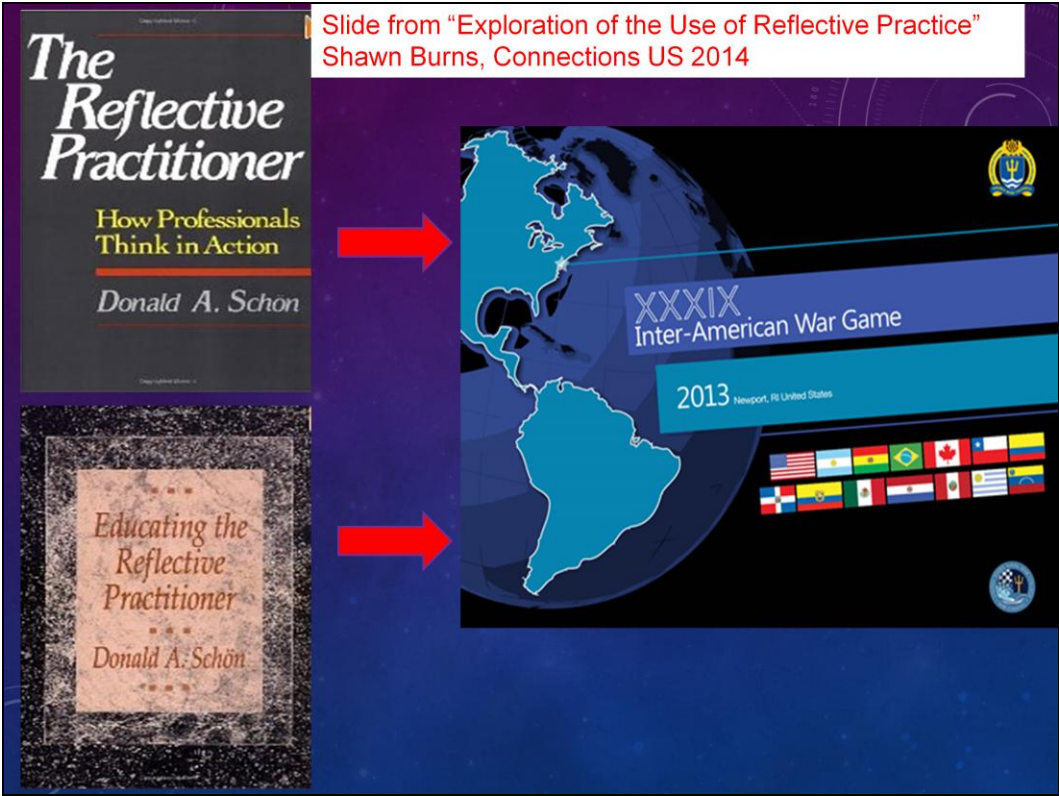 Slide from “Exploration of the Use of Reflective Practice”
Shawn Burns, Connections US 2014
The
Reflective
Practitioner
How Professionals
Think in Action
Donald A. Schön
Educating the
Reflective
Practitioner
Donald A. Schön
XXXIX
Inter-American War Game
2013 Newport, RI United States